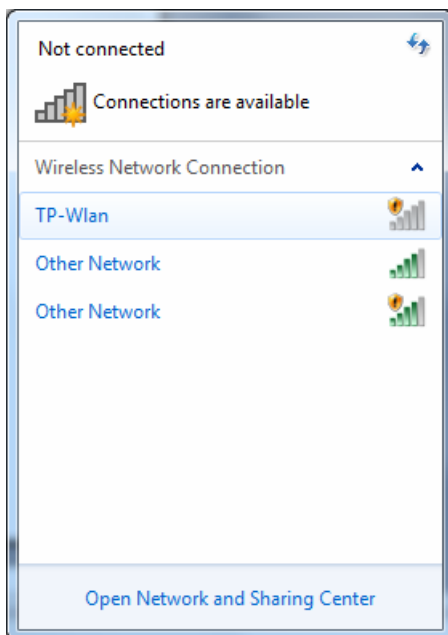 Not connected
Connections are available
Wireless Network Connection
TP-Wlan
Other Network
Other Network
Open Network and Sharing Center